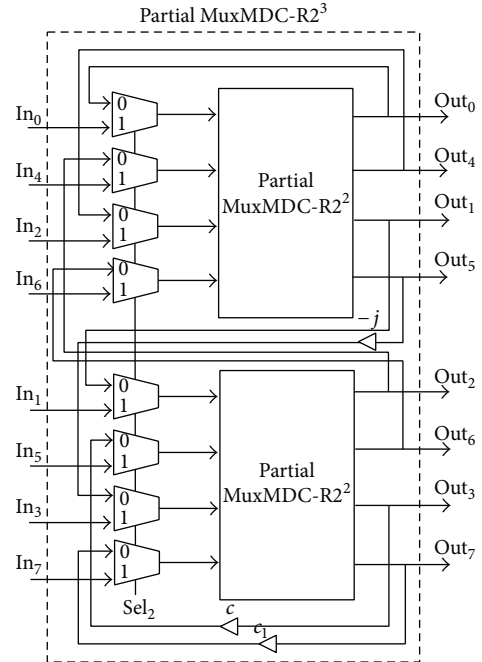 Partial MuxMDC-R2³
In₀
0
1
Out₀
In₄
0
1
Out₄
Partial
MuxMDC-R2²
In₂
0
1
Out₁
In₆
0
1
Out₅
−j
In₁
0
1
Out₂
In₅
0
1
Out₆
Partial
MuxMDC-R2²
In₃
0
1
Out₃
In₇
0
1
Out₇
Sel₂
c
c₁